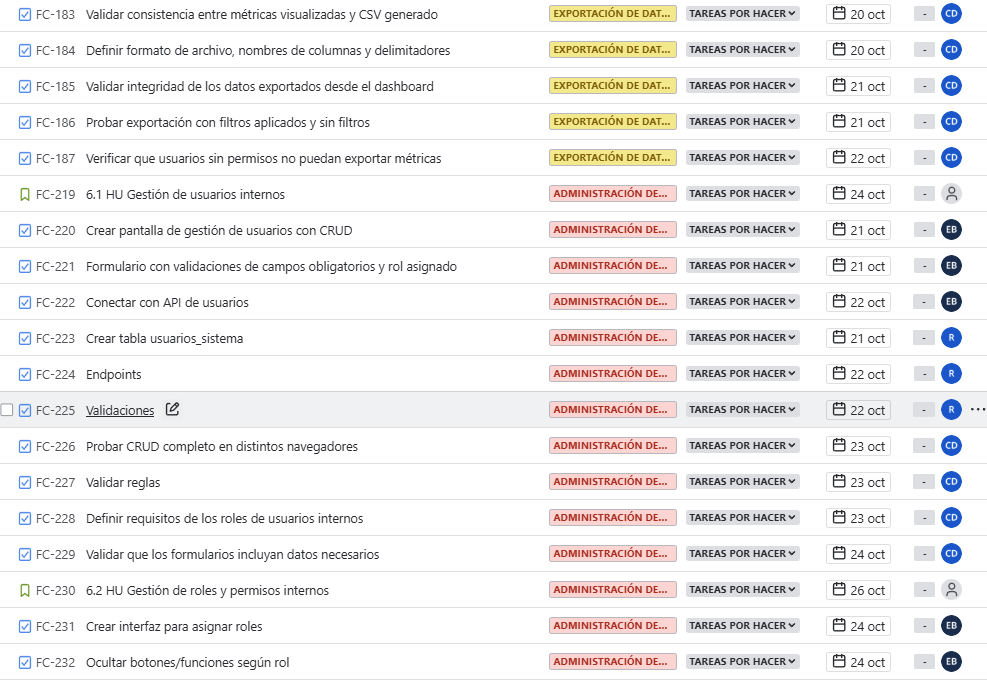 FC-183 Validar consistencia entre métricas visualizadas y CSV generado EXPORTACIÓN DE DAT... TAREAS POR HACER 20 oct - CD
FC-184 Definir formato de archivo, nombres de columnas y delimitadores EXPORTACIÓN DE DAT... TAREAS POR HACER 20 oct - CD
FC-185 Validar integridad de los datos exportados desde el dashboard EXPORTACIÓN DE DAT... TAREAS POR HACER 21 oct - CD
FC-186 Probar exportación con filtros aplicados y sin filtros EXPORTACIÓN DE DAT... TAREAS POR HACER 21 oct - CD
FC-187 Verificar que usuarios sin permisos no puedan exportar métricas EXPORTACIÓN DE DAT... TAREAS POR HACER 22 oct - CD
FC-219 6.1 HU Gestión de usuarios internos ADMINISTRACIÓN DE... TAREAS POR HACER 24 oct -
FC-220 Crear pantalla de gestión de usuarios con CRUD ADMINISTRACIÓN DE... TAREAS POR HACER 21 oct - EB
FC-221 Formulario con validaciones de campos obligatorios y rol asignado ADMINISTRACIÓN DE... TAREAS POR HACER 21 oct - EB
FC-222 Conectar con API de usuarios ADMINISTRACIÓN DE... TAREAS POR HACER 22 oct - EB
FC-223 Crear tabla usuarios_sistema ADMINISTRACIÓN DE... TAREAS POR HACER 21 oct - R
FC-224 Endpoints ADMINISTRACIÓN DE... TAREAS POR HACER 22 oct - R
FC-225 Validaciones ADMINISTRACIÓN DE... TAREAS POR HACER 22 oct - R ...
FC-226 Probar CRUD completo en distintos navegadores ADMINISTRACIÓN DE... TAREAS POR HACER 23 oct - CD
FC-227 Validar reglas ADMINISTRACIÓN DE... TAREAS POR HACER 23 oct - CD
FC-228 Definir requisitos de los roles de usuarios internos ADMINISTRACIÓN DE... TAREAS POR HACER 23 oct - CD
FC-229 Validar que los formularios incluyan datos necesarios ADMINISTRACIÓN DE... TAREAS POR HACER 24 oct - CD
FC-230 6.2 HU Gestión de roles y permisos internos ADMINISTRACIÓN DE... TAREAS POR HACER 26 oct -
FC-231 Crear interfaz para asignar roles ADMINISTRACIÓN DE... TAREAS POR HACER 24 oct - EB
FC-232 Ocultar botones/funciones según rol ADMINISTRACIÓN DE... TAREAS POR HACER 24 oct - EB